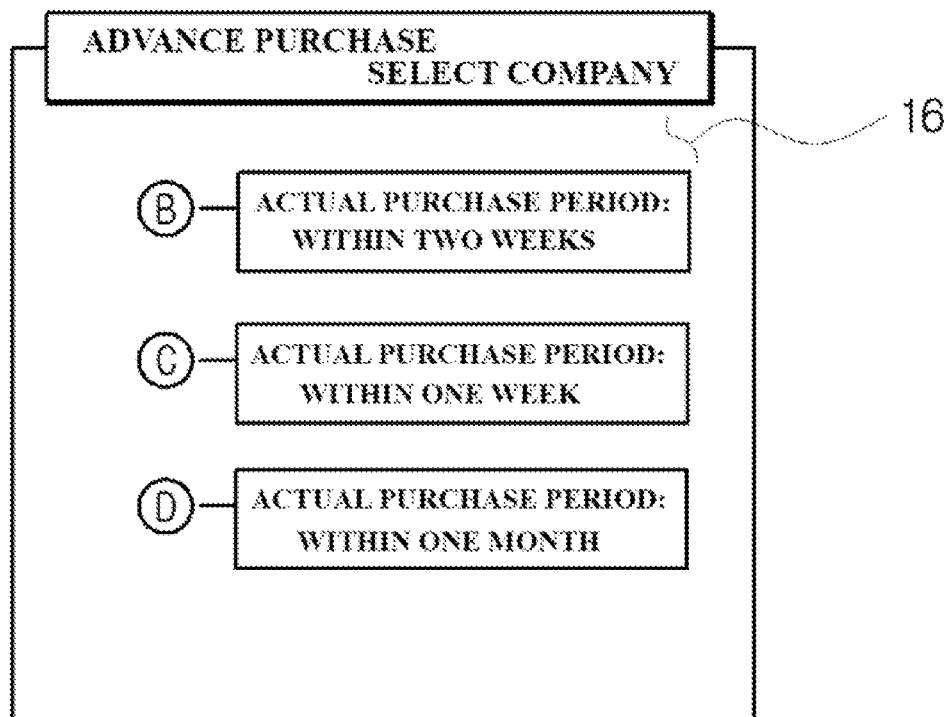 ADVANCE PURCHASE
SELECT COMPANY
16
B
ACTUAL PURCHASE PERIOD:
WITHIN TWO WEEKS
C
ACTUAL PURCHASE PERIOD:
WITHIN ONE WEEK
D
ACTUAL PURCHASE PERIOD:
WITHIN ONE MONTH